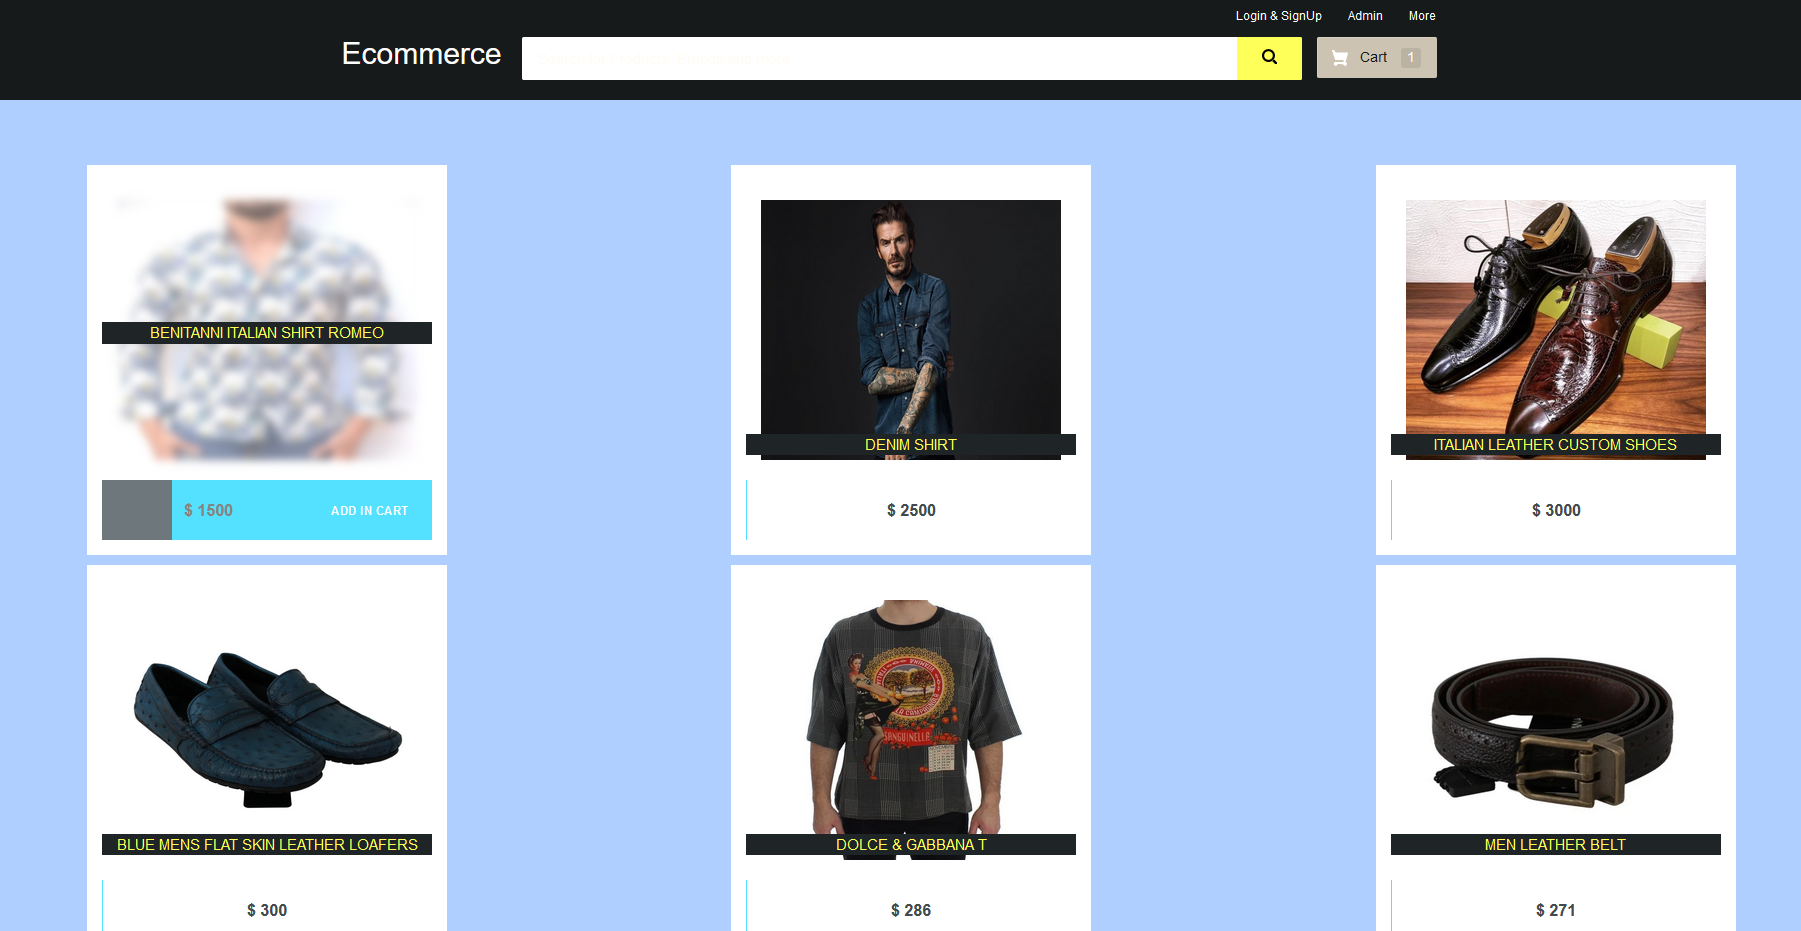 Login & SignUp Admin More
Ecommerce
Cart 1
BENITANNI ITALIAN SHIRT ROMEO
DENIM SHIRT
ITALIAN LEATHER CUSTOM SHOES
$ 1500 ADD IN CART
$ 2500
$ 3000
SANGUINELLA
BLUE MENS FLAT SKIN LEATHER LOAFERS
DOLCE & GABBANA T
MEN LEATHER BELT
$ 300
$ 286
$ 271